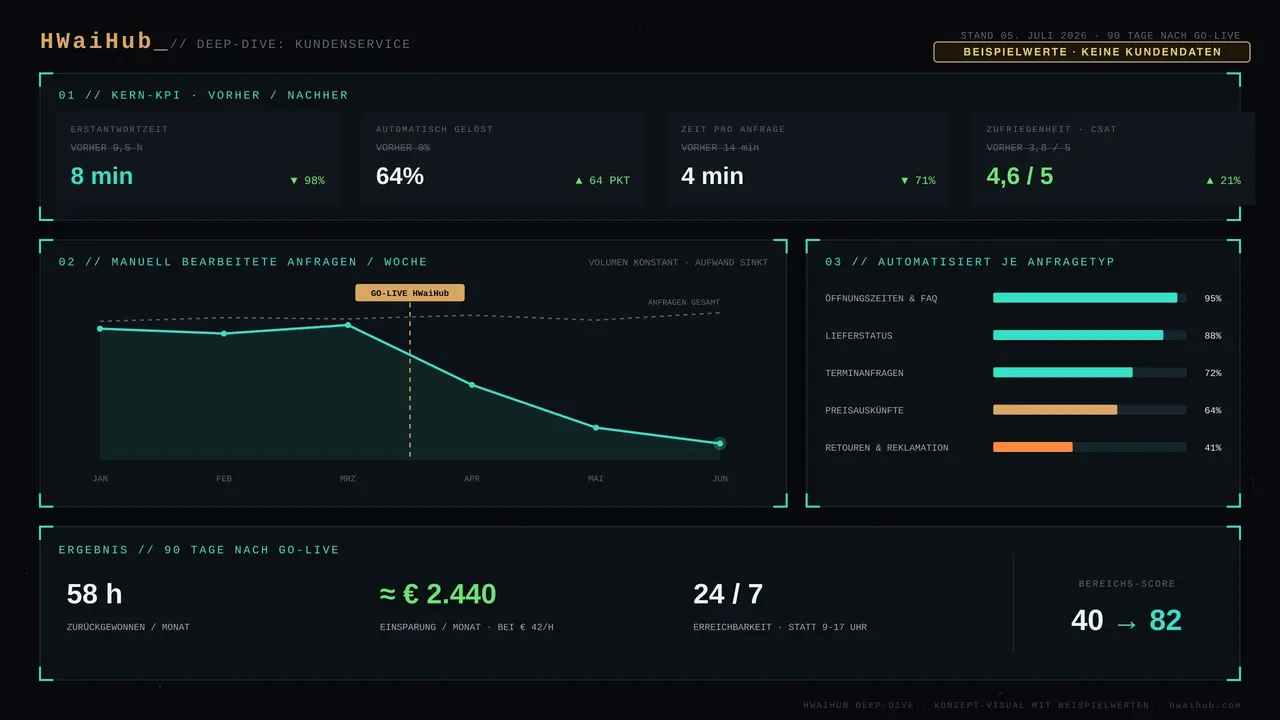 HWaiHub_// DEEP-DIVE: KUNDENSERVICE
STAND 05. JULI 2026 · 90 TAGE NACH GO-LIVE
BEISPIELWERTE · KEINE KUNDENDATEN
01 // KERN-KPI · VORHER / NACHHER
ERSTANTWORTZEIT
VORHER 9,5 h
8 min ▼ 98%
AUTOMATISCH GELÖST
VORHER 0%
64% ▲ 64 PKT
ZEIT PRO ANFRAGE
VORHER 14 min
4 min ▼ 71%
ZUFRIEDENHEIT · CSAT
VORHER 3,8 / 5
4,6 / 5 ▲ 21%
02 // MANUELL BEARBEITETE ANFRAGEN / WOCHE
VOLUMEN KONSTANT · AUFWAND SINKT
GO-LIVE HWaiHub
ANFRAGEN GESAMT
JAN FEB MRZ APR MAI JUN
03 // AUTOMATISIERT JE ANFRAGETYP
ÖFFNUNGSZEITEN & FAQ 95%
LIEFERSTATUS 88%
TERMINANFRAGEN 72%
PREISAUSKÜNFTE 64%
RETOUREN & REKLAMATION 41%
ERGEBNIS // 90 TAGE NACH GO-LIVE
58 h
ZURÜCKGEWONNEN / MONAT
≈ € 2.440
EINSPARUNG / MONAT · BEI € 42/H
24 / 7
ERREICHBARKEIT · STATT 9-17 UHR
BEREICHS-SCORE
40 → 82
HWAIHUB DEEP-DIVE · KONZEPT-VISUAL MIT BEISPIELWERTEN · hwaihub.com